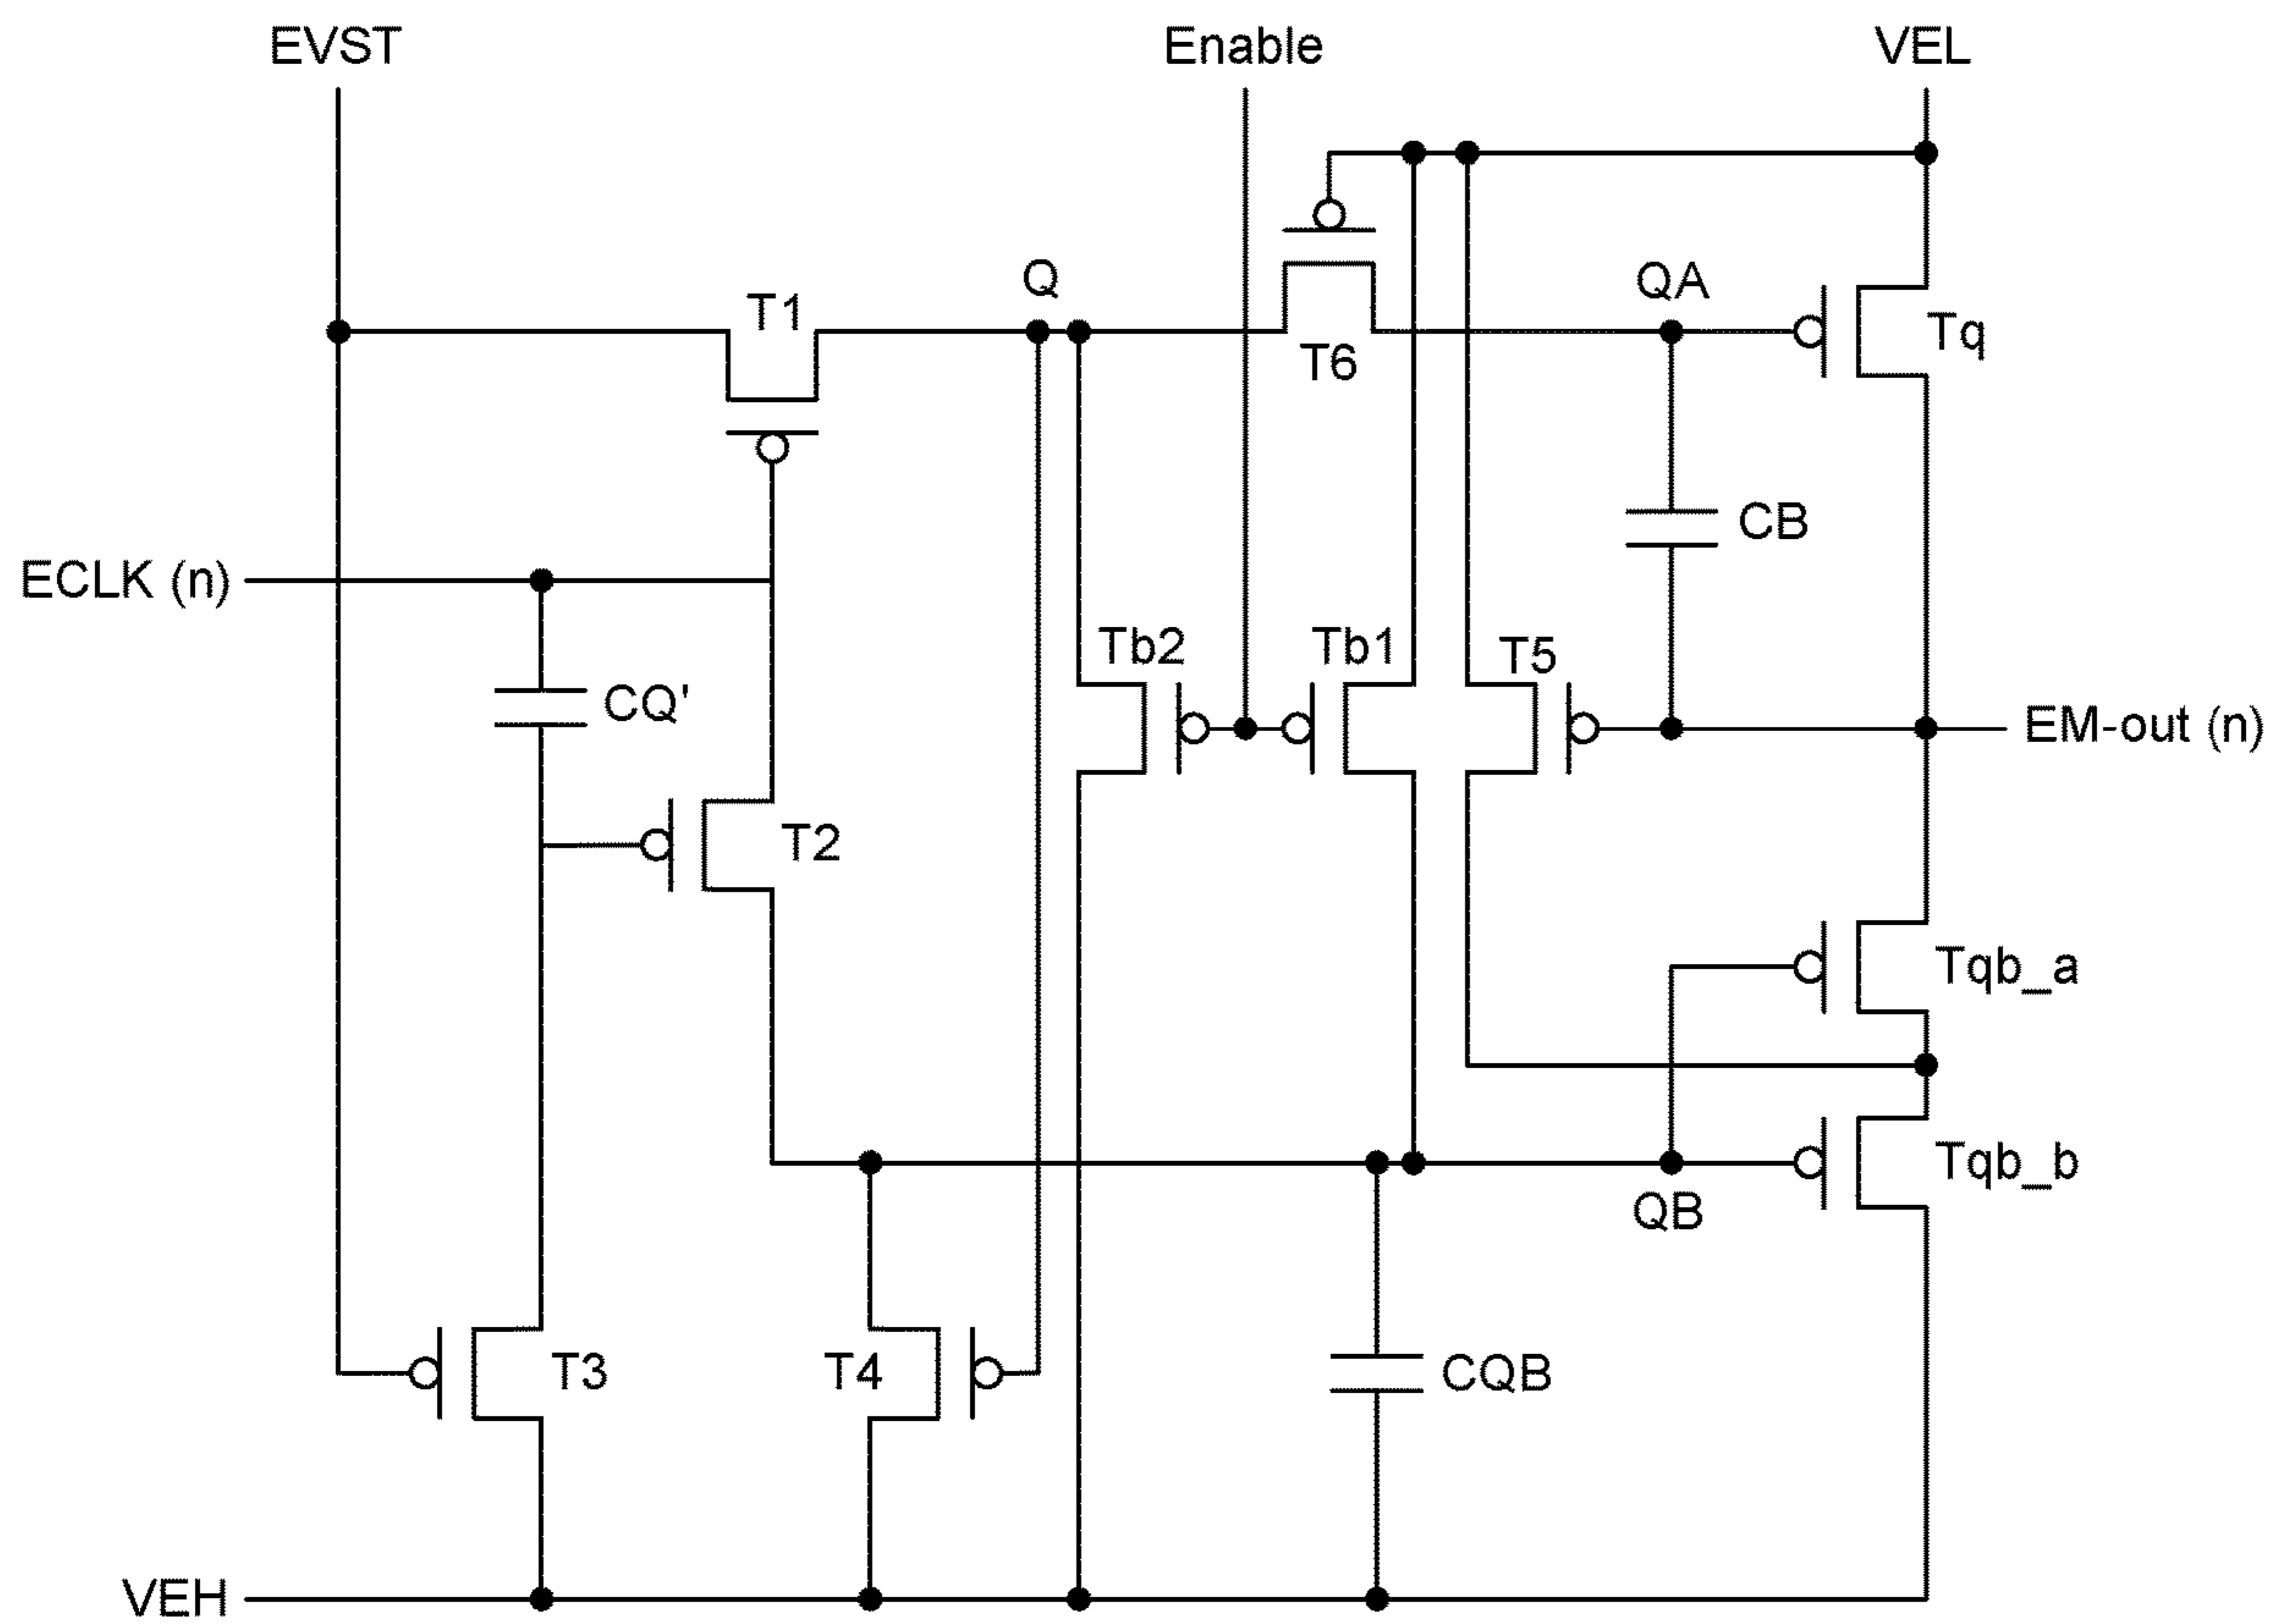 EVST
Enable
VEL
Q
QA
T1
Tq
T6
CB
ECLK (n)
Tb2
Tb1
T5
CQ'
EM-out (n)
T2
Tqb_a
Tqb_b
QB
T3
T4
CQB
VEH